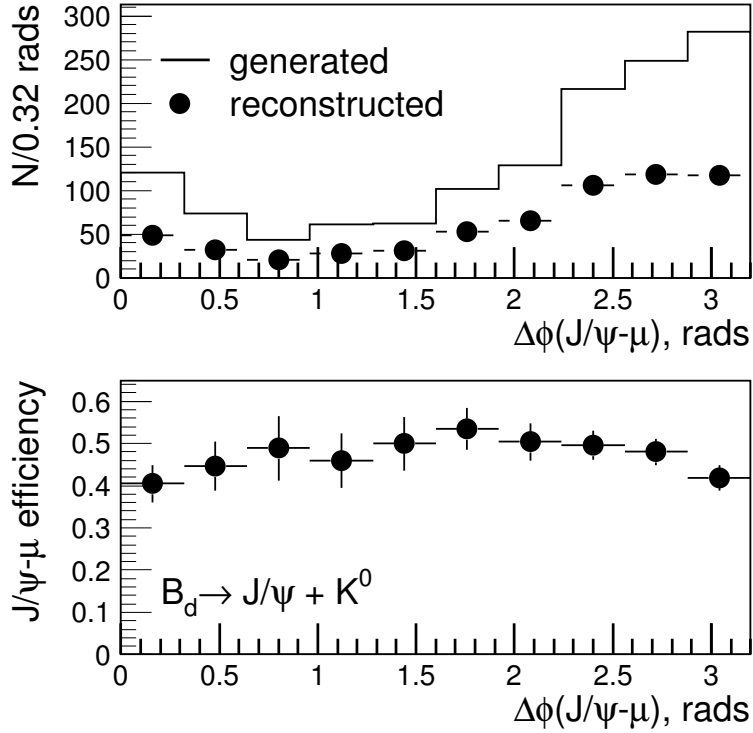 N/0.32 rads
300
250
200
150
100
50
0
generated
reconstructed
0 0.5 1 1.5 2 2.5 3
Δϕ(J/ψ-μ), rads
J/ψ-μ efficiency
0.6
0.5
0.4
0.3
0.2
0.1
0
B_d → J/ψ + K^0
0 0.5 1 1.5 2 2.5 3
Δϕ(J/ψ-μ), rads